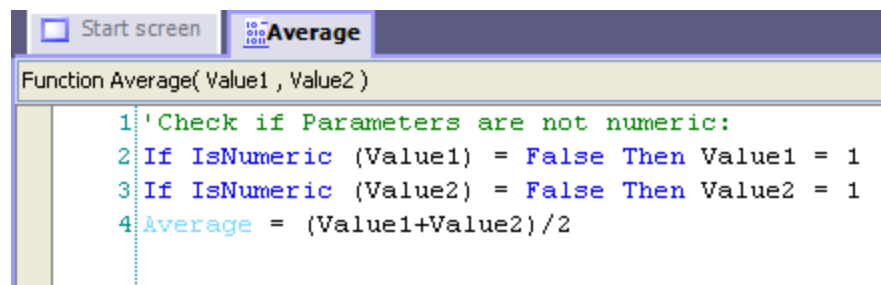 Start screen
Average
Function Average( Value1 , Value2 )
1 'Check if Parameters are not numeric:
2 If IsNumeric (Value1) = False Then Value1 = 1
3 If IsNumeric (Value2) = False Then Value2 = 1
4 Average = (Value1+Value2)/2